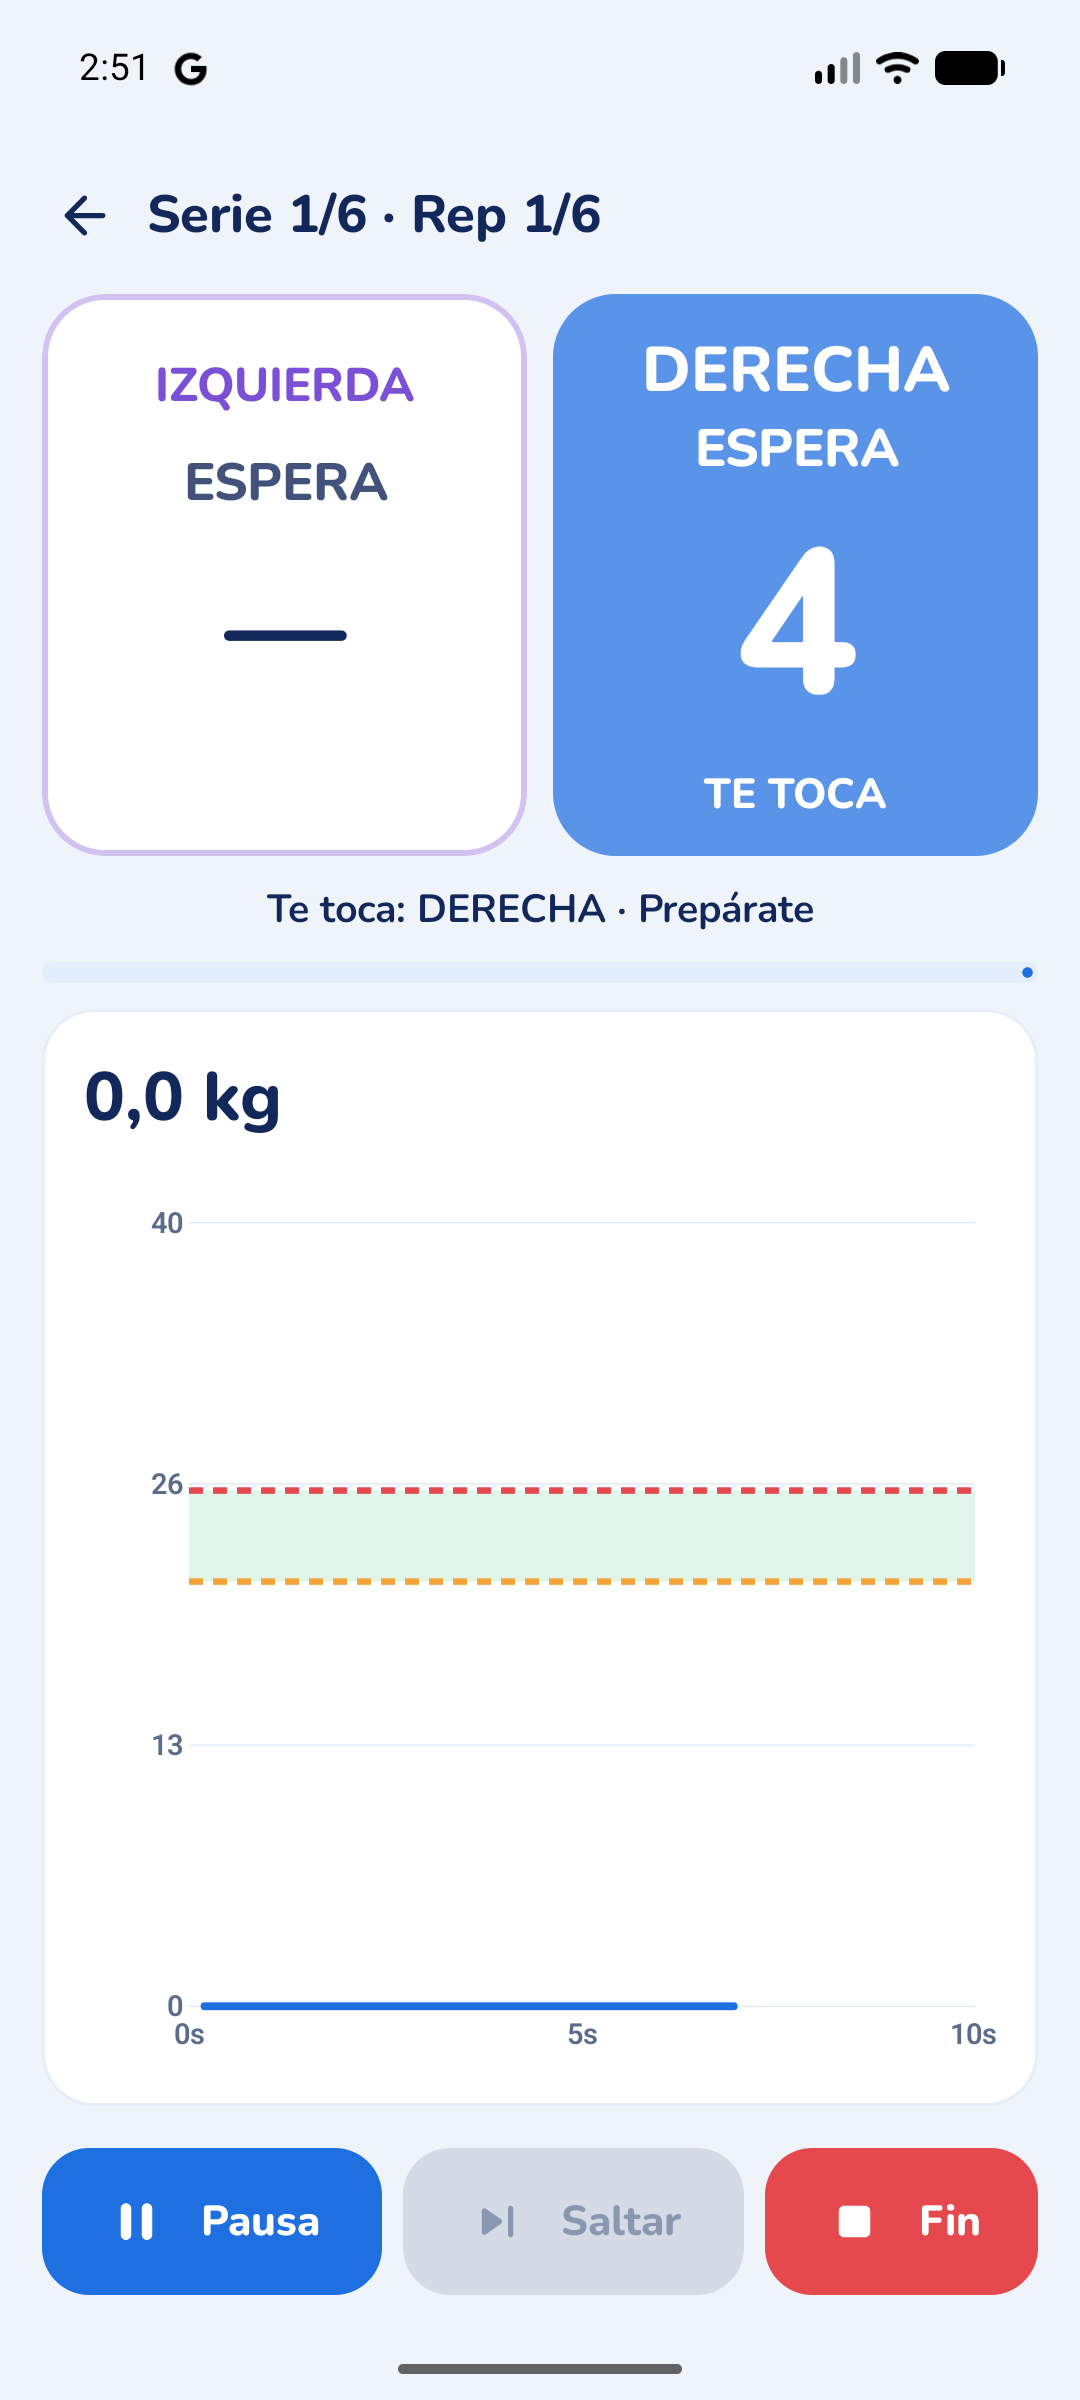 2:51
Serie 1/6 · Rep 1/6
IZQUIERDA
ESPERA
—
DERECHA
ESPERA
4
TE TOCA
Te toca: DERECHA · Prepárate
0,0 kg
40
26
13
0
0s 5s 10s
Pausa
Saltar
Fin